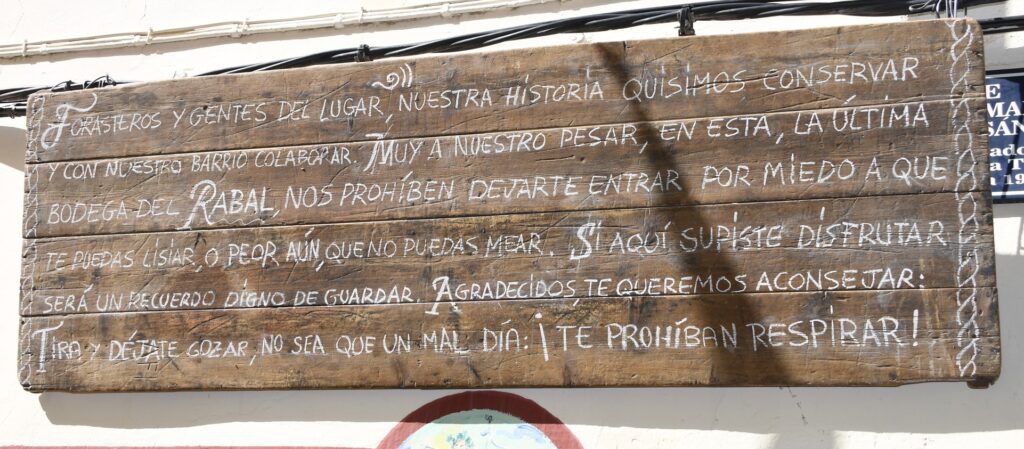 Forasteros y gentes del lugar, nuestra historia quisimos conservar
y con nuestro barrio colaborar. Muy a nuestro pesar, en esta, la última
bodega del Rabal, nos prohíben dejarte entrar por miedo a que
te puedas lisiar, o peor aún, que no puedas mear. Si aquí supiste disfrutar
será un recuerdo digno de guardar. Agradecidos, te queremos aconsejar:
Tira y déjate gozar, no sea que un mal día: ¡te prohíban respirar!